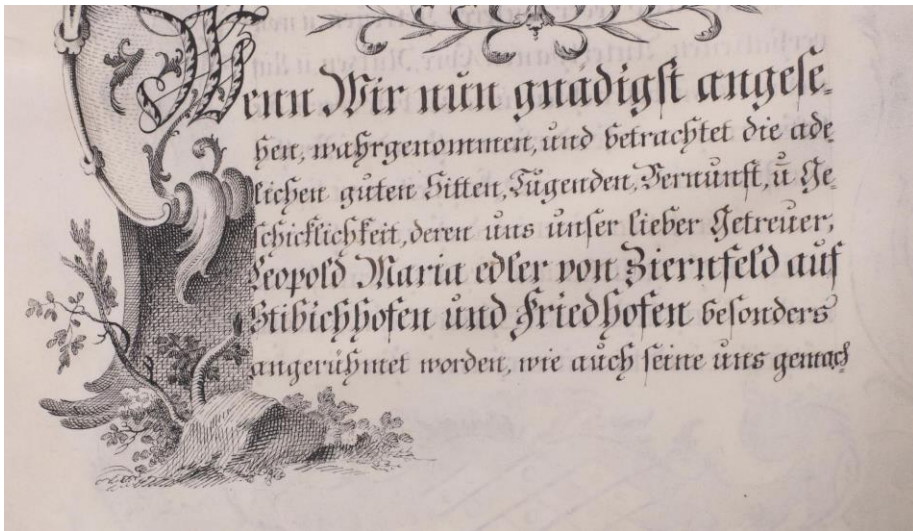 Wenn Wir nun gnädigst angese-
hen, wahrgenommen, und betrachtet die ade
lichen guten Sitten, Tugenden, Vernunft, ū Ge-
schicklichkeit, deren uns unser lieber Getreuer,
Leopold Maria edler von Ziernfeld auf
Stibichhofen und Friedhofen besonders
angerühmet worden, wie auch seine uns gemach